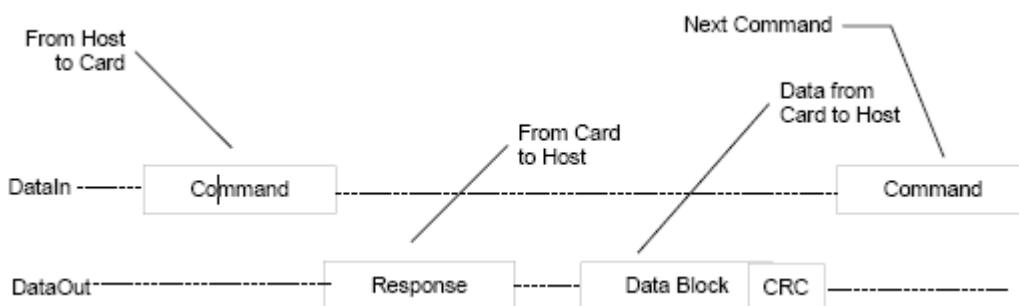 From Host
to Card
Next Command
Data from
Card to Host
From Card
to Host
DataIn Command Command
DataOut Response Data Block CRC